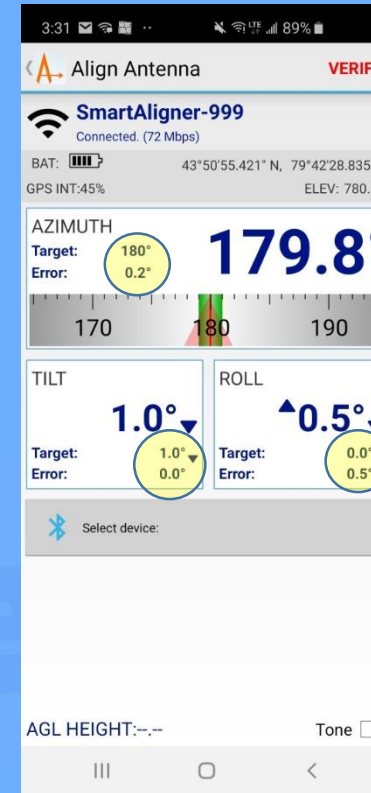 3:31 LTE 89%
Align Antenna VERIF
SmartAligner-999
Connected. (72 Mbps)
BAT: 43°50'55.421" N, 79°42'28.835
GPS INT:45% ELEV: 780.
AZIMUTH
179.8°
Target: 180°
Error: 0.2°
170 180 190
TILT
1.0°
Target: 1.0°
Error: 0.0°
ROLL
0.5°
Target: 0.0°
Error: 0.5°
Select device:
AGL HEIGHT:--.-- Tone